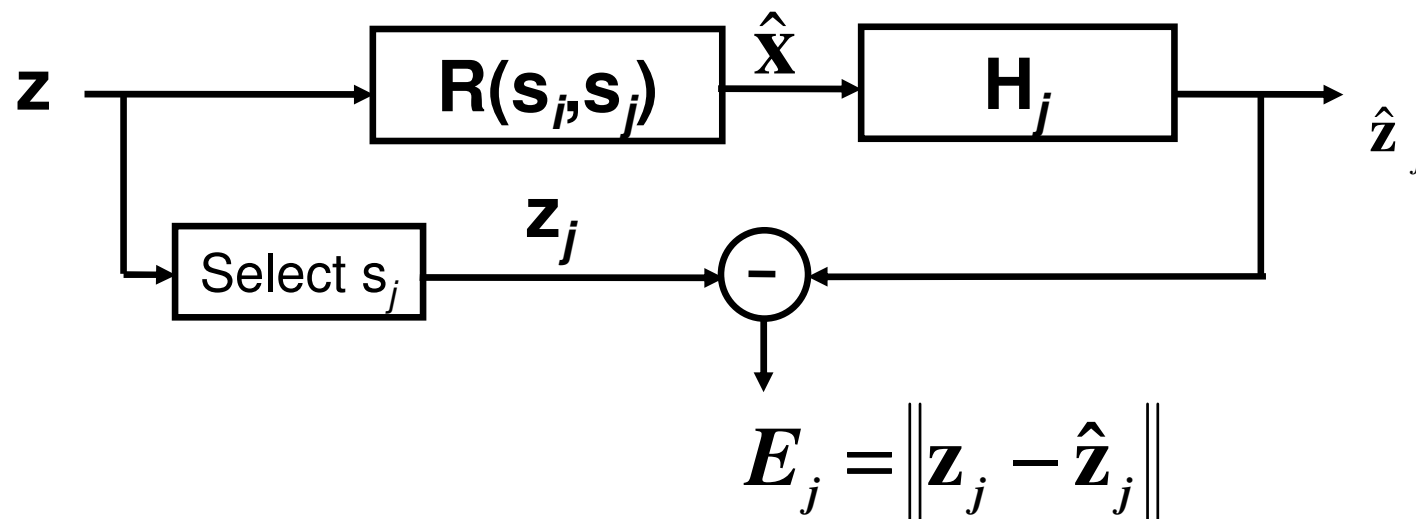 z
R(s_i,s_j)
x̂
H_j
ẑ_j
Select s_j
z_j
-
E_j = ‖z_j − ẑ_j‖